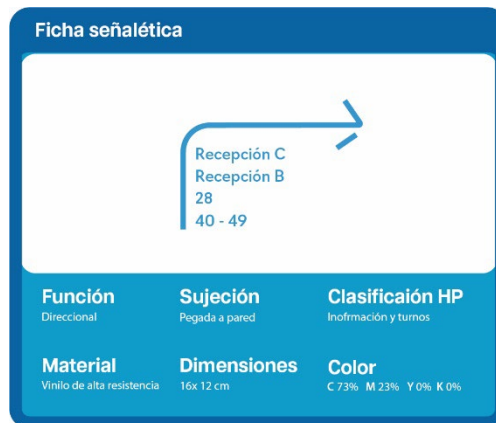 Ficha señalética
Recepción C
Recepción B
28
40 - 49
Función
Direccional
Sujeción
Pegada a pared
Clasificaión HP
Inofrmación y turnos
Material
Vinilo de alta resistencia
Dimensiones
16x 12 cm
Color
C 73% M 23% Y 0% K 0%